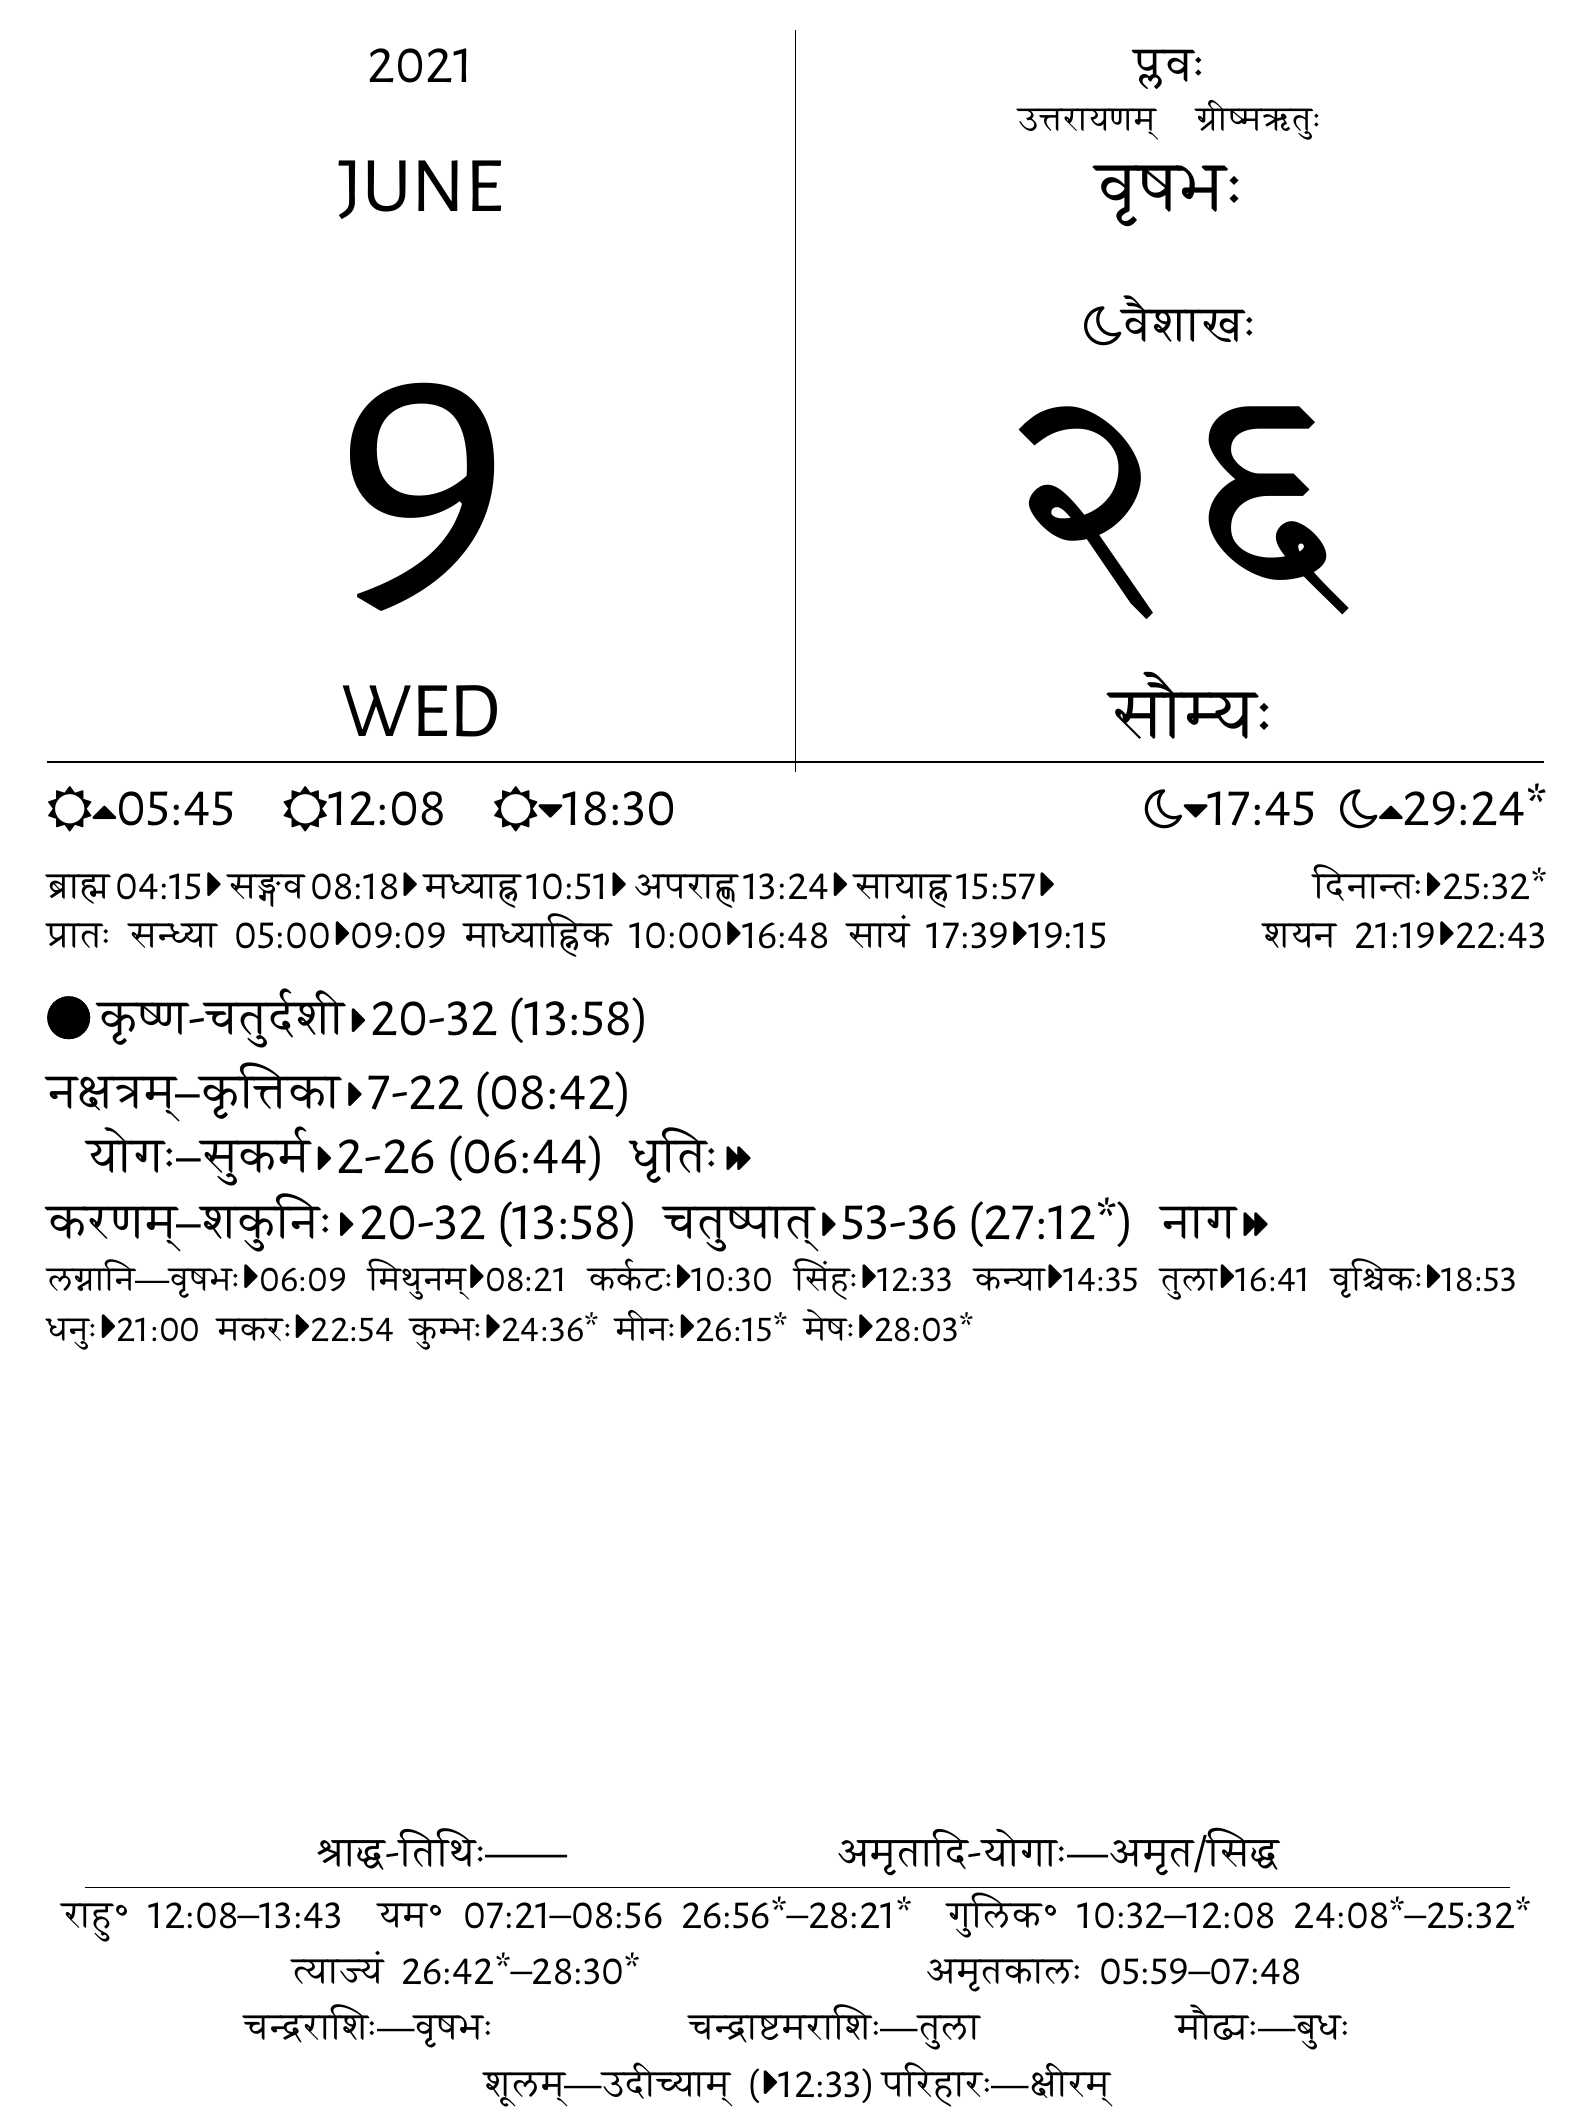 2021
JUNE
9
WED
प्लवः
उत्तरायणम् ग्रीष्मऋतुः
वृषभः
वैशाखः
२६
सौम्यः
05:45 12:08 18:30 17:45 29:24*
ब्राह्म 04:15 सङ्गव 08:18 मध्याह्न 10:51 अपराह्ण 13:24 सायाह्न 15:57 दिनान्तः 25:32*
प्रातः सन्ध्या 05:00 09:09 माध्याह्निक 10:00 16:48 सायं 17:39 19:15 शयन 21:19 22:43
कृष्ण-चतुर्दशी 20-32 (13:58)
नक्षत्रम्–कृत्तिका 7-22 (08:42)
योगः–सुकर्म 2-26 (06:44) धृतिः
करणम्–शकुनिः 20-32 (13:58) चतुष्पात् 53-36 (27:12*) नाग
लग्नानि—वृषभः 06:09 मिथुनम् 08:21 कर्कटः 10:30 सिंहः 12:33 कन्या 14:35 तुला 16:41 वृश्चिकः 18:53
धनुः 21:00 मकरः 22:54 कुम्भः 24:36* मीनः 26:15* मेषः 28:03*
श्राद्ध-तिथिः—— अमृतादि-योगाः—अमृत/सिद्ध
राहु॰ 12:08–13:43 यम॰ 07:21–08:56 26:56*–28:21* गुलिक॰ 10:32–12:08 24:08*–25:32*
त्याज्यं 26:42*–28:30* अमृतकालः 05:59–07:48
चन्द्रराशिः—वृषभः चन्द्राष्टमराशिः—तुला मौढ्यः—बुधः
शूलम्—उदीच्याम् (12:33) परिहारः—क्षीरम्